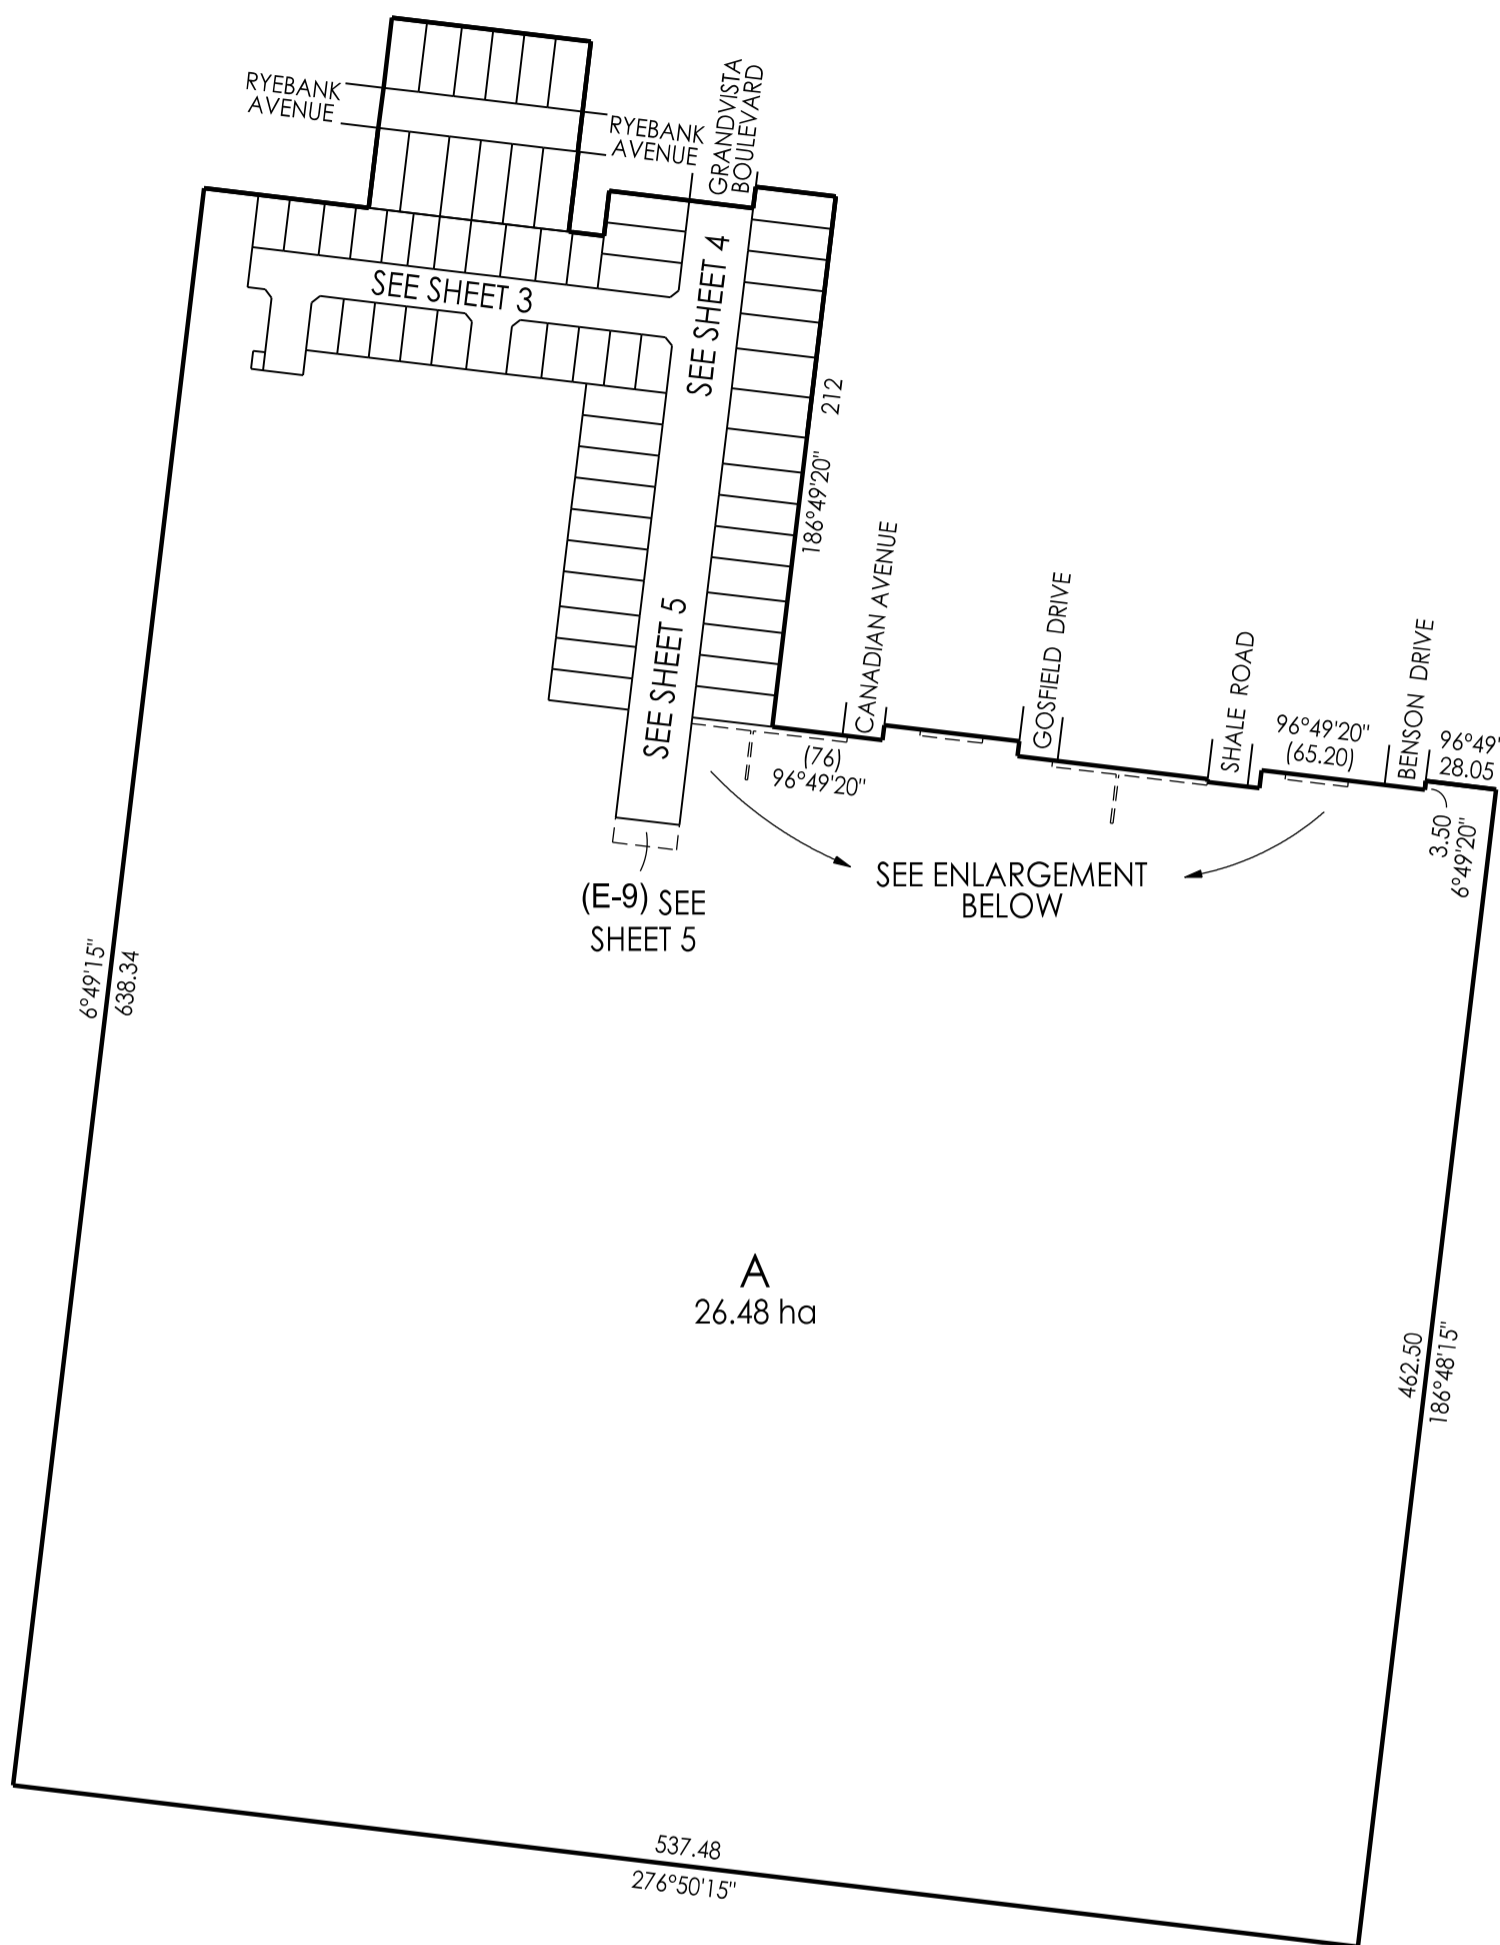 RYEBANK
AVENUE
RYEBANK
AVENUE
GRANDVISTA
BOULEVARD
SEE SHEET 3
SEE SHEET 4
212
186°49'20"
SEE SHEET 5
CANADIAN AVENUE
GOSFIELD DRIVE
SHALE ROAD
BENSON DRIVE
(76)
96°49'20"
96°49'20"
(65.20)
96°49'
28.05
3.50
6°49'20"
SEE ENLARGEMENT
BELOW
(E-9) SEE
SHEET 5
6°49'15"
638.34
A
26.48 ha
462.50
186°48'15"
537.48
276°50'15"